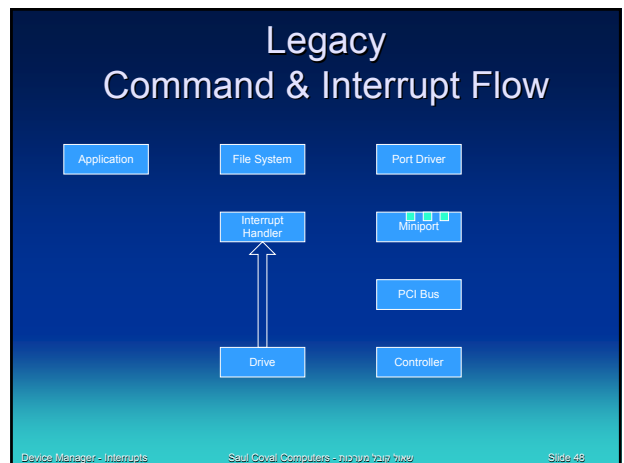 Legacy
Command & Interrupt Flow
Application
File System
Port Driver
Interrupt
Handler
Miniport
PCI Bus
Drive
Controller
Device Manager - Interrupts
Saul Coval Computers - שאול קובל מערכות
Slide 48